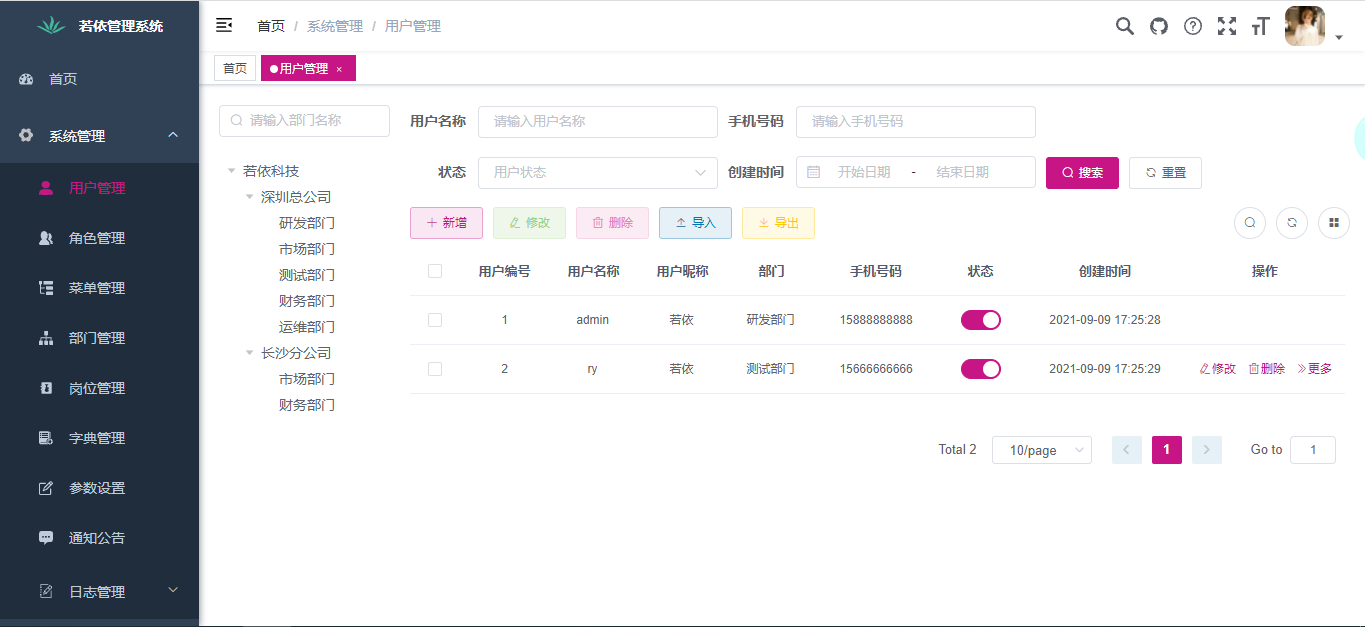 若依管理系统
首页
系统管理
用户管理
角色管理
菜单管理
部门管理
岗位管理
字典管理
参数设置
通知公告
日志管理
首页 / 系统管理 / 用户管理
首页 用户管理 ×
请输入部门名称
若依科技
深圳总公司
研发部门
市场部门
测试部门
财务部门
运维部门
长沙分公司
市场部门
财务部门
用户名称 请输入用户名称 手机号码 请输入手机号码
状态 用户状态 创建时间 开始日期 - 结束日期 搜索 重置
新增 修改 删除 导入 导出
用户编号 用户名称 用户昵称 部门 手机号码 状态 创建时间 操作
1 admin 若依 研发部门 15888888888 2021-09-09 17:25:28
2 ry 若依 测试部门 15666666666 2021-09-09 17:25:29 修改 删除 更多
Total 2 10/page 1 Go to 1